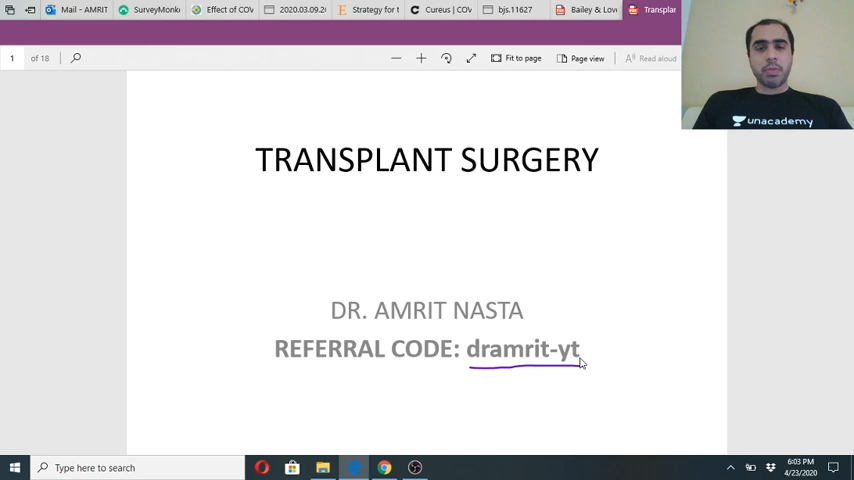 Mail - AMRIT
SurveyMonk
Effect of COV
2020.03.09.20
Strategy for t
Cureus | COV
bjs.11627
Bailey & Love
Transplar
1 of 18
Fit to page
Page view
Read aloud
unacademy
TRANSPLANT SURGERY
DR. AMRIT NASTA
REFERRAL CODE: dramrit-yt
Type here to search
6:03 PM
4/23/2020